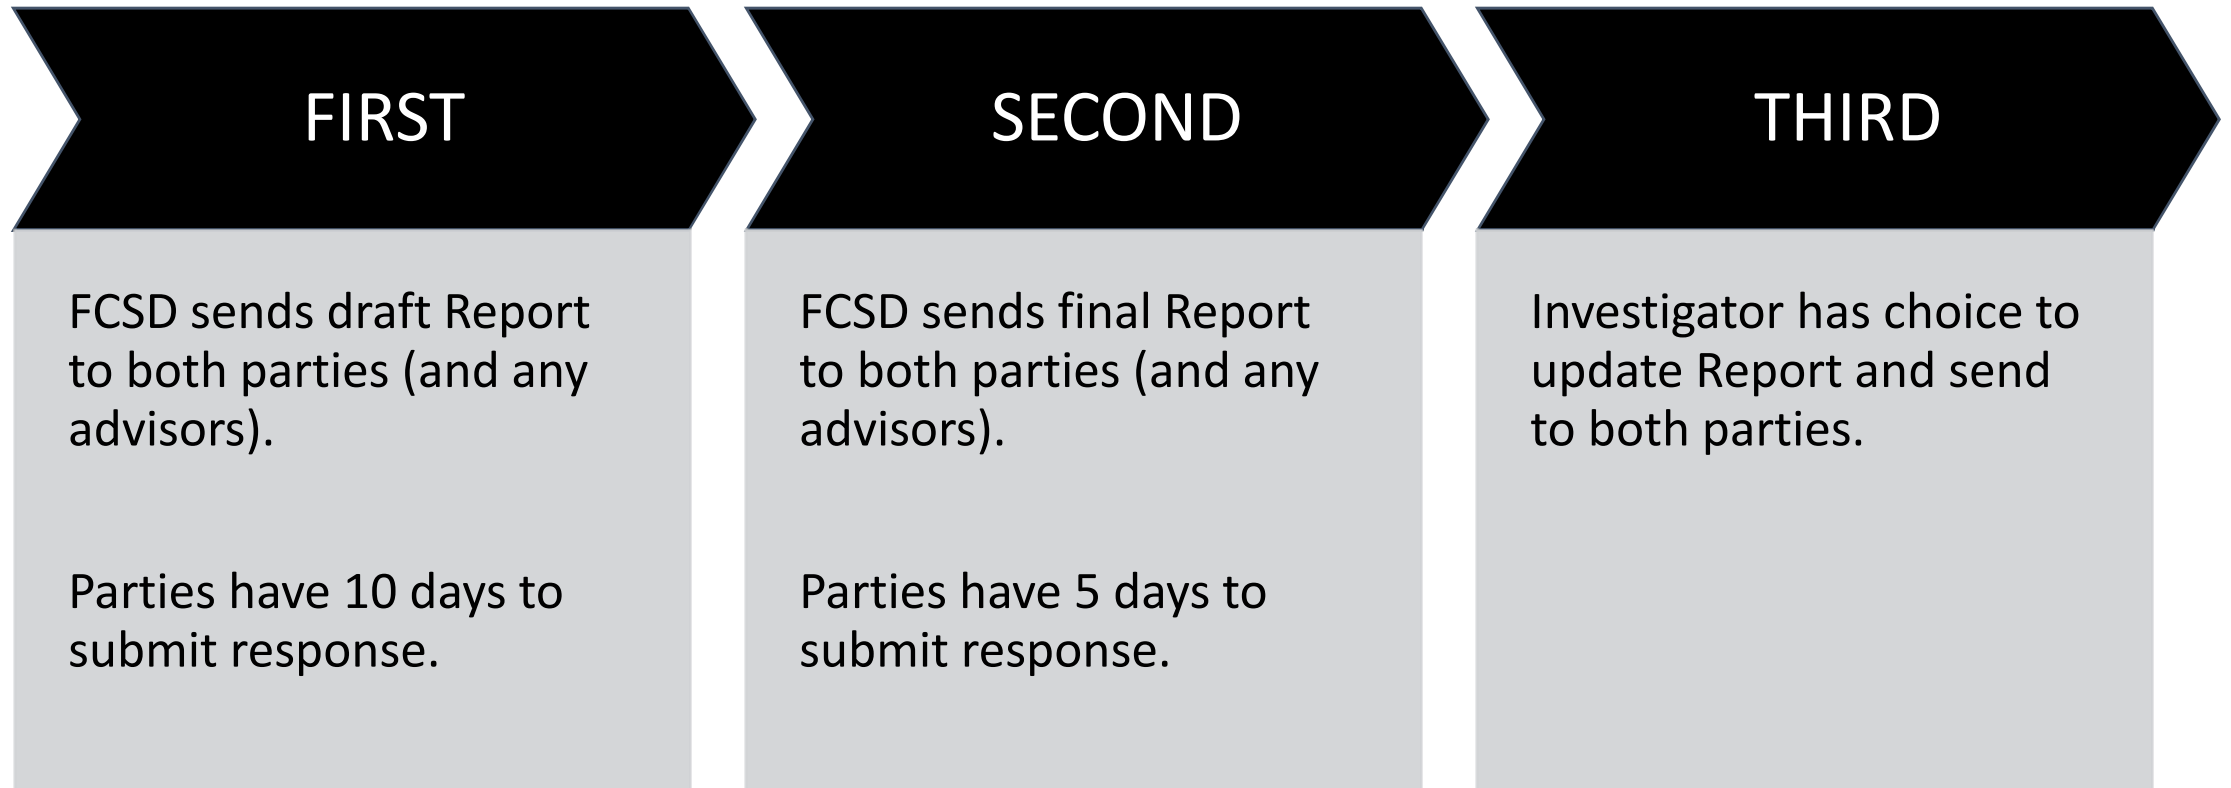 FIRST
FCSD sends draft Report
to both parties (and any
advisors).
Parties have 10 days to
submit response.
SECOND
FCSD sends final Report
to both parties (and any
advisors).
Parties have 5 days to
submit response.
THIRD
Investigator has choice to
update Report and send
to both parties.